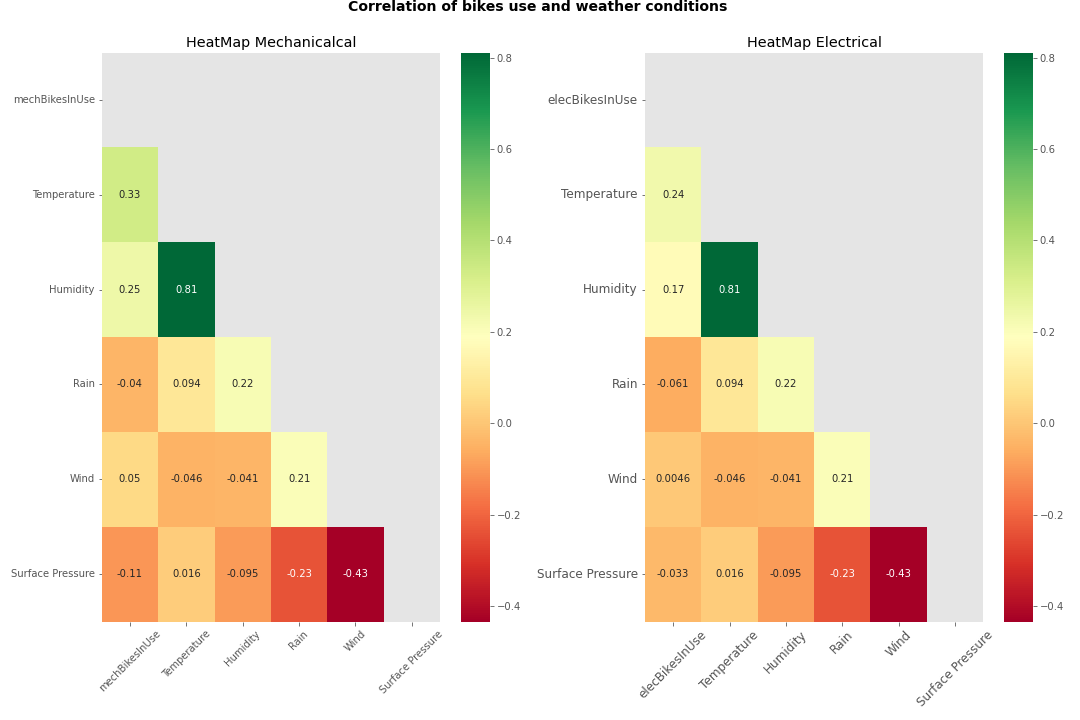 Correlation of bikes use and weather conditions
HeatMap Mechanicalcal
mechBikesInUse
Temperature 0.33
Humidity 0.25 0.81
Rain -0.04 0.094 0.22
Wind 0.05 -0.046 -0.041 0.21
Surface Pressure -0.11 0.016 -0.095 -0.23 -0.43
mechBikesInUse Temperature Humidity Rain Wind Surface Pressure
0.8
0.6
0.4
0.2
0.0
−0.2
−0.4
HeatMap Electrical
elecBikesInUse
Temperature 0.24
Humidity 0.17 0.81
Rain -0.061 0.094 0.22
Wind 0.0046 -0.046 -0.041 0.21
Surface Pressure -0.033 0.016 -0.095 -0.23 -0.43
elecBikesInUse Temperature Humidity Rain Wind Surface Pressure
0.8
0.6
0.4
0.2
0.0
−0.2
−0.4